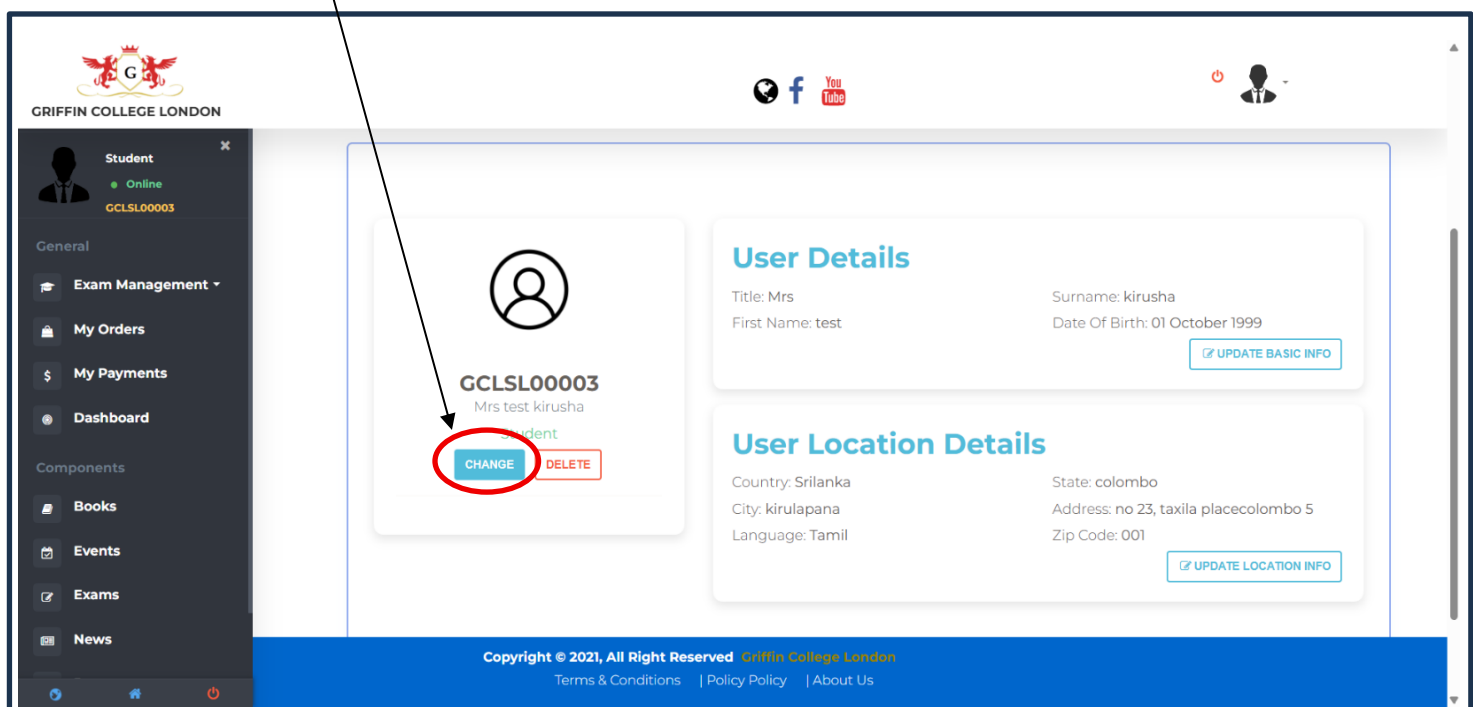 G
GRIFFIN COLLEGE LONDON
You
Tube
Student
Online
GCLSL00003
General
Exam Management
My Orders
$ My Payments
Dashboard
Components
Books
Events
Exams
News
GCLSL00003
Mrs test kirusha
Student
CHANGE DELETE
User Details
Title: Mrs Surname: kirusha
First Name: test Date Of Birth: 01 October 1999
UPDATE BASIC INFO
User Location Details
Country: Srilanka State: colombo
City: kirulapana Address: no 23, taxila placecolombo 5
Language: Tamil Zip Code: 001
UPDATE LOCATION INFO
Copyright © 2021, All Right Reserved Griffin College London
Terms & Conditions | Policy Policy | About Us